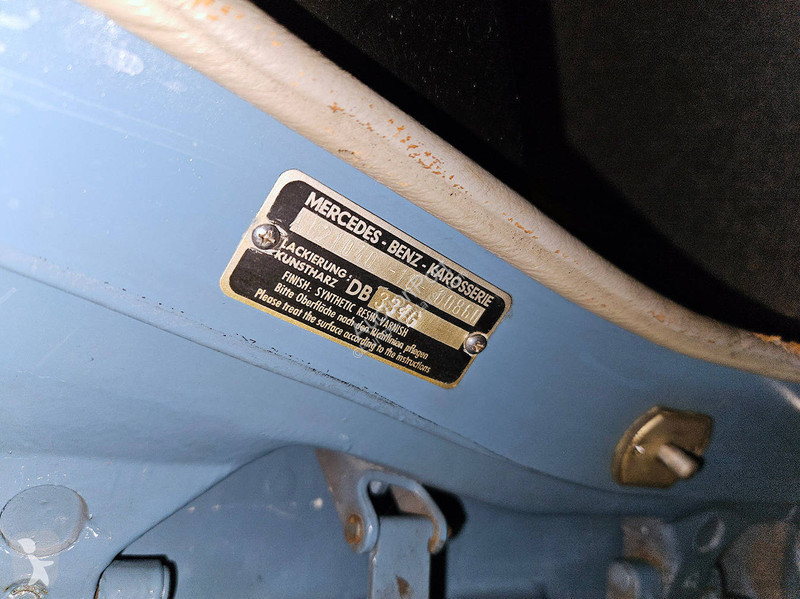 MERCEDES - BENZ - KAROSSERIE
LACKIERUNG:
KUNSTHARZ DB 334G
FINISH: SYNTHETIC RESIN VARNISH
Bitte Oberfläche nach den Richtlinien pflegen
Please treat the surface according to the instructions